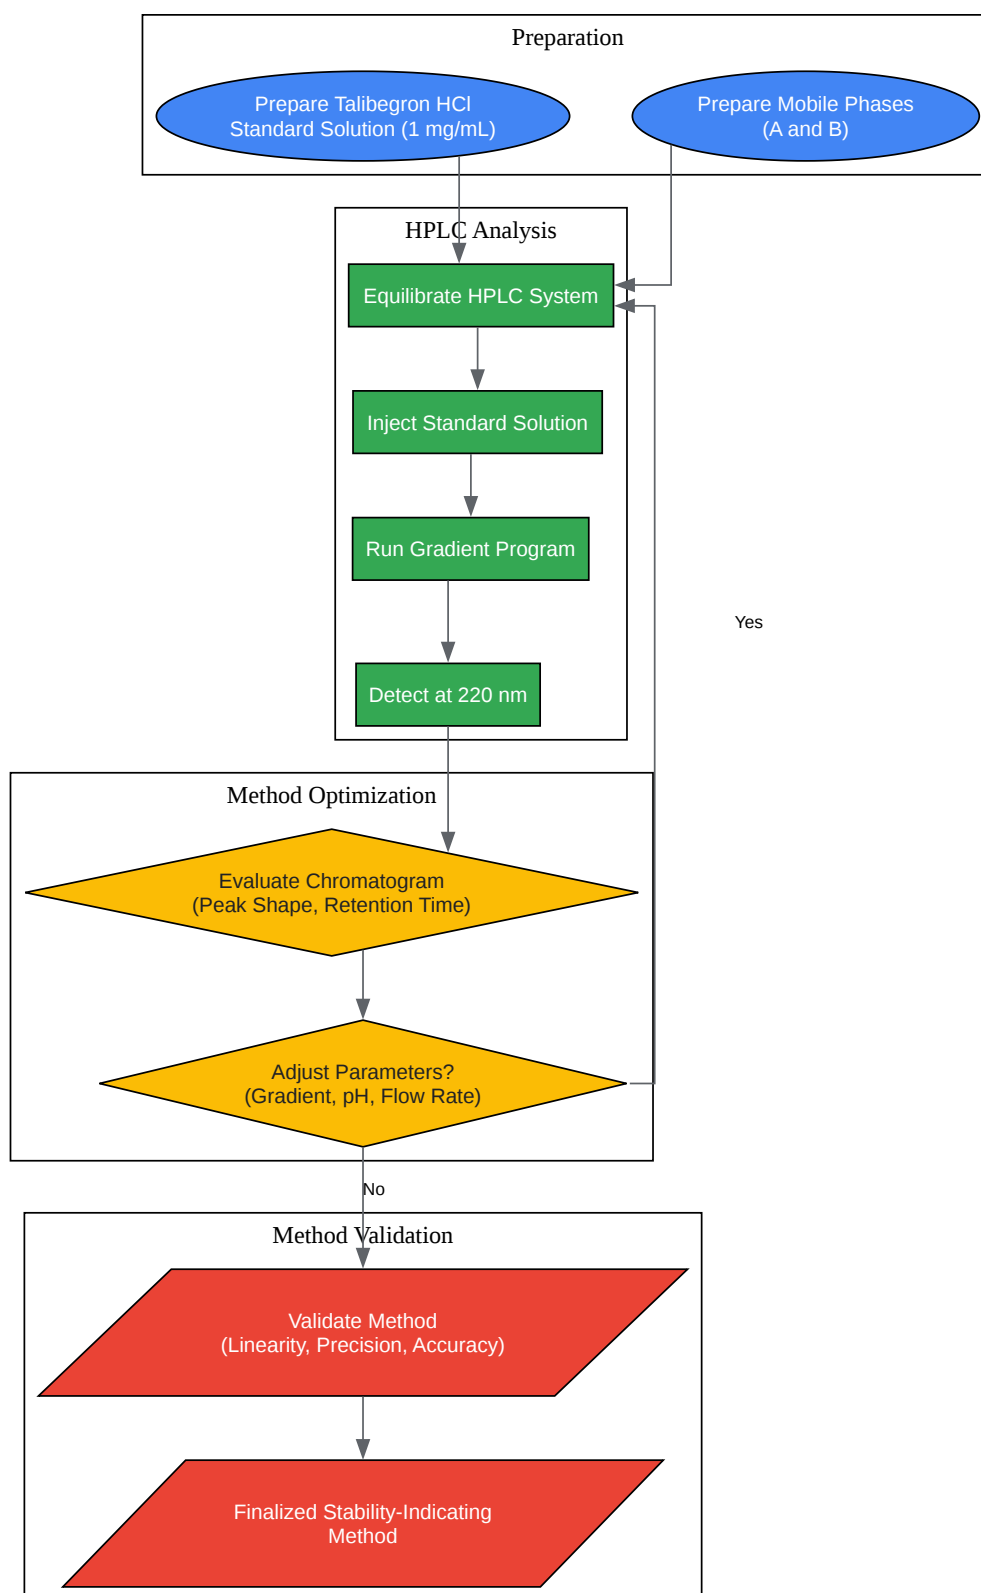 Preparation
Prepare Talibegron HCl
Standard Solution (1 mg/mL)
Prepare Mobile Phases
(A and B)
HPLC Analysis
Equilibrate HPLC System
Inject Standard Solution
Run Gradient Program
Yes
Detect at 220 nm
Method Optimization
Evaluate Chromatogram
(Peak Shape, Retention Time)
Adjust Parameters?
(Gradient, pH, Flow Rate)
No
Method Validation
Validate Method
(Linearity, Precision, Accuracy)
Finalized Stability-Indicating
Method